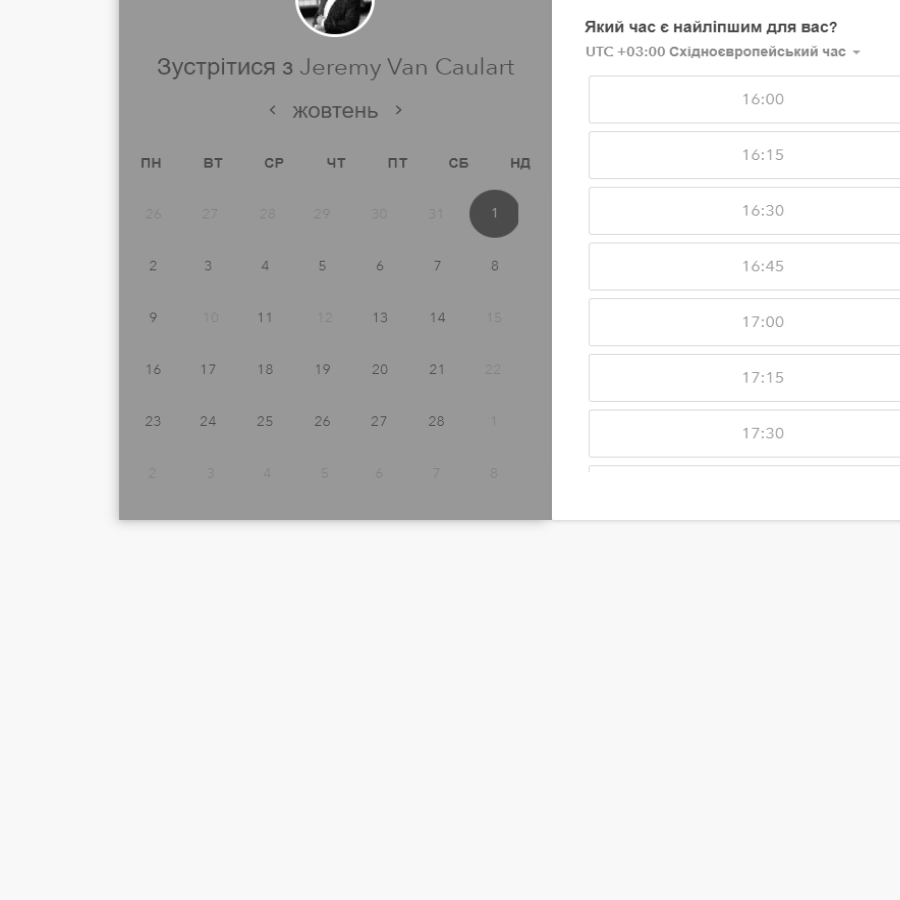 Зустрітися з Jeremy Van Caulart
жовтень
ПН ВТ СР ЧТ ПТ СБ НД
26 27 28 29 30 31 1
2 3 4 5 6 7 8
9 10 11 12 13 14 15
16 17 18 19 20 21 22
23 24 25 26 27 28 1
2 3 4 5 6 7 8
Який час є найліпшим для вас?
UTC +03:00 Східноєвропейський час
16:00
16:15
16:30
16:45
17:00
17:15
17:30